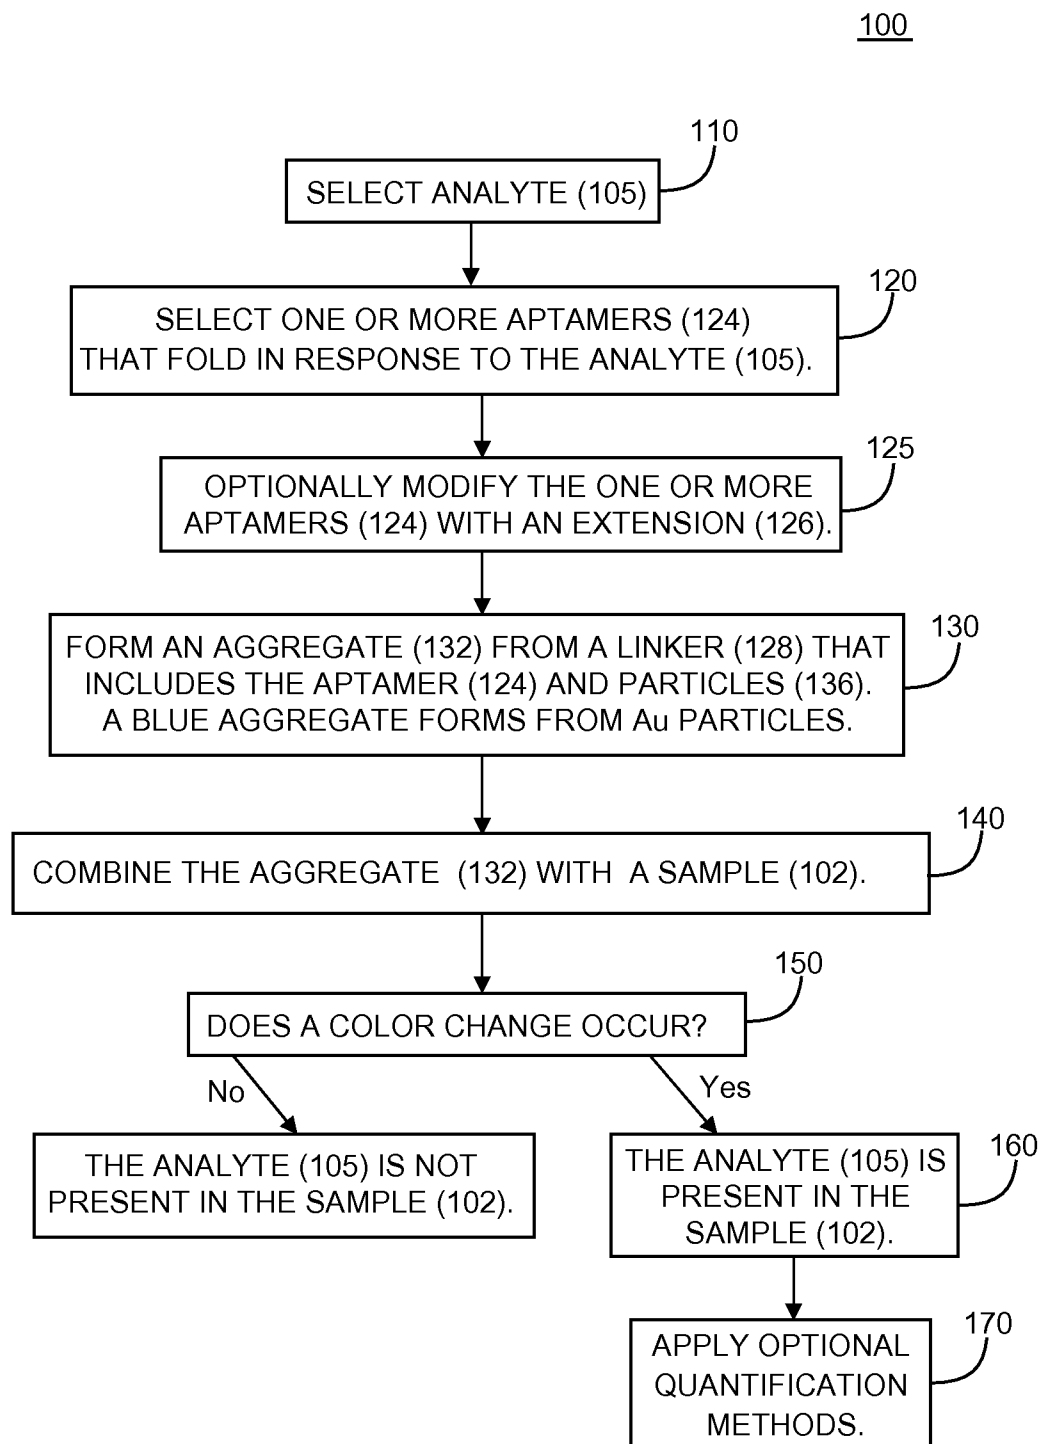 100
110
SELECT ANALYTE (105)
120
SELECT ONE OR MORE APTAMERS (124)
THAT FOLD IN RESPONSE TO THE ANALYTE (105).
125
OPTIONALLY MODIFY THE ONE OR MORE
APTAMERS (124) WITH AN EXTENSION (126).
130
FORM AN AGGREGATE (132) FROM A LINKER (128) THAT
INCLUDES THE APTAMER (124) AND PARTICLES (136).
A BLUE AGGREGATE FORMS FROM Au PARTICLES.
140
COMBINE THE AGGREGATE (132) WITH A SAMPLE (102).
150
DOES A COLOR CHANGE OCCUR?
No
Yes
THE ANALYTE (105) IS NOT
PRESENT IN THE SAMPLE (102).
160
THE ANALYTE (105) IS
PRESENT IN THE
SAMPLE (102).
170
APPLY OPTIONAL
QUANTIFICATION
METHODS.